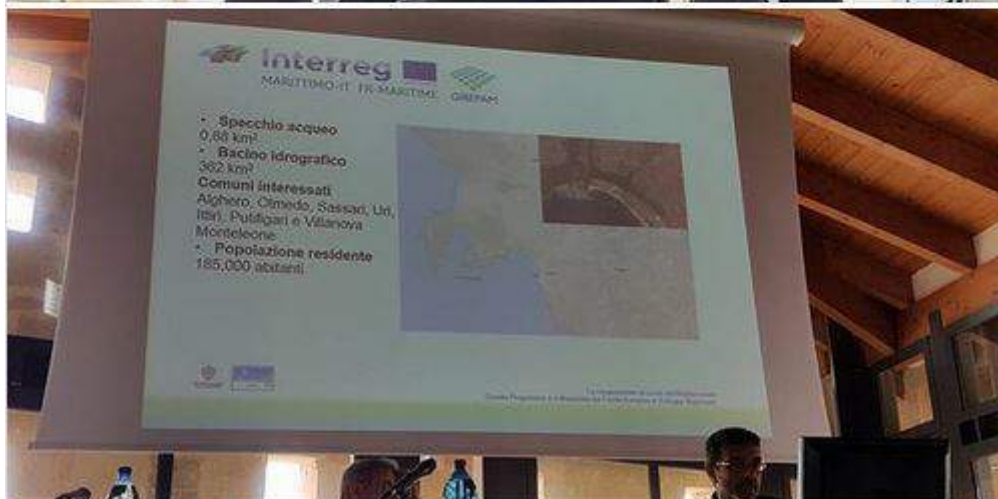 Interreg
MARITTIMO-IT FR-MARITIME
GIREPAM
• Specchio acqueo
0,88 km²
• Bacino idrografico
362 km²
Comuni interessati
Alghero, Olmedo, Sassari, Uri,
Ittiri, Putifigari e Villanova
Monteleone
• Popolazione residente
185,000 abitanti